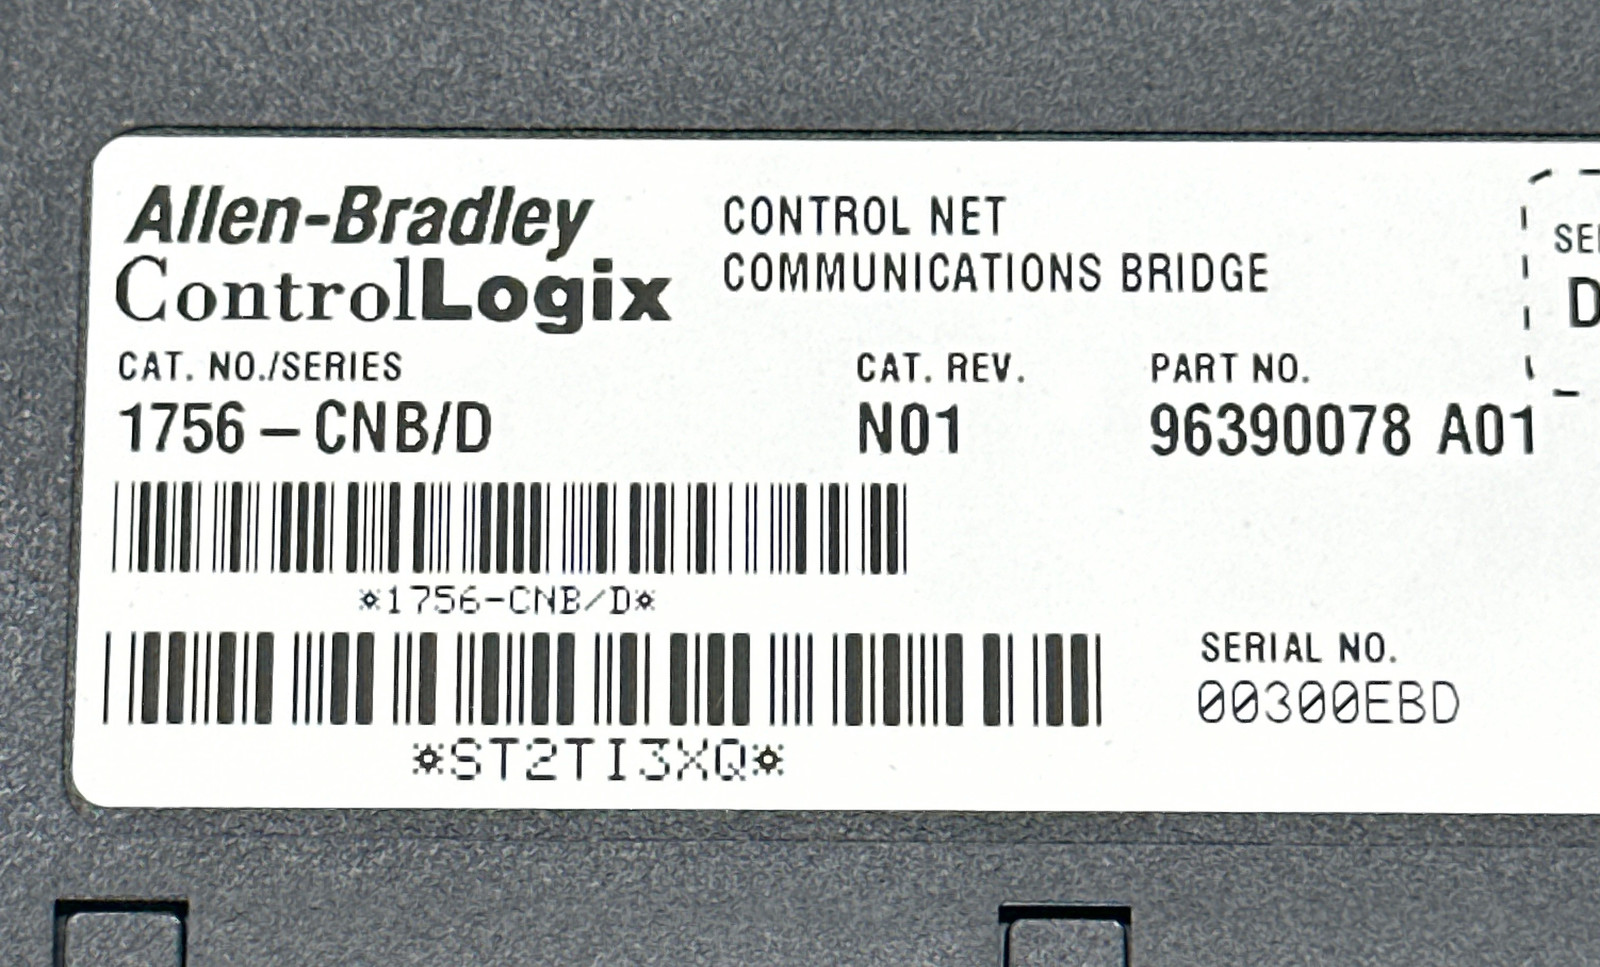 Allen-Bradley
ControlLogix
CONTROL NET
COMMUNICATIONS BRIDGE
CAT. NO./SERIES
CAT. REV.
PART NO.
1756-CNB/D
N01
96390078 A01
*1756-CNB/D*
*ST2TI3XQ*
SERIAL NO.
00300EBD
D